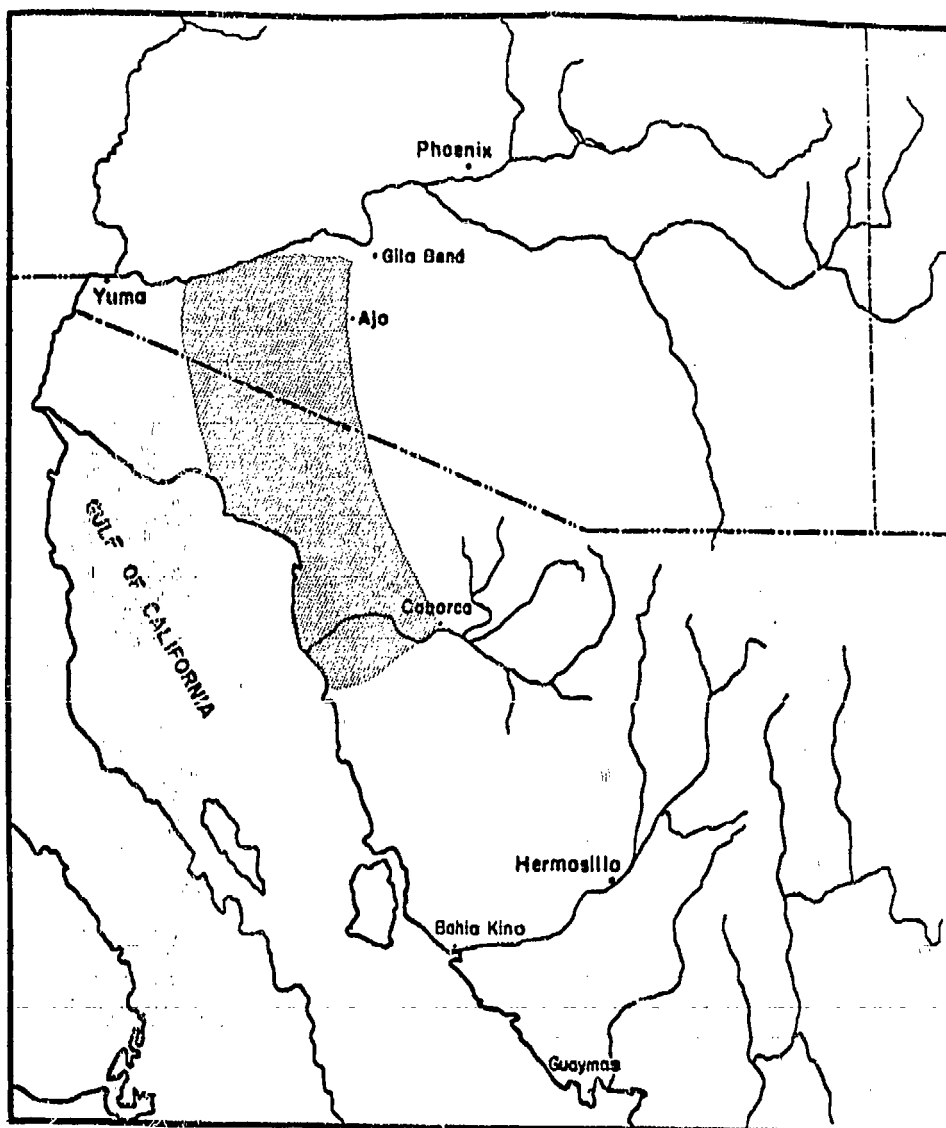 Phoenix
Gila Bend
Yuma
Ajo
GULF OF CALIFORNIA
Caborca
Hermosillo
Bahia Kino
Guaymas